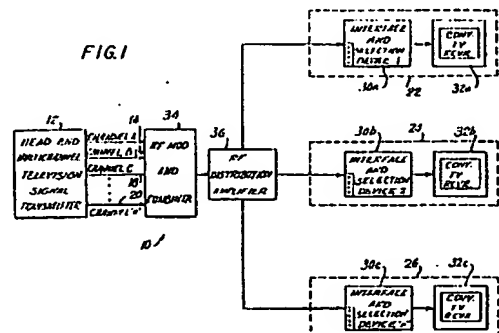 FIG.1
12
HEAD END
MULTICHANNEL
TELEVISION
SIGNAL
TRANSMITTER
16
CHANNEL A
CHANNEL B
CHANNEL C
18
20
CHANNEL "n"
34
RF MOD
AND
COMBINER
10
36
RF
DISTRIBUTION
AMPLIFIER
INTERFACE
AND
SELECTION
DEVICE 1
30a
22
CONV.
TV
RCVR.
32a
30b
24
32b
INTERFACE
AND
SELECTION
DEVICE 2
CONV.
TV
RCVR.
30c
26
32c
INTERFACE
AND
SELECTION
DEVICE "n"
CONV.
TV
RCVR.